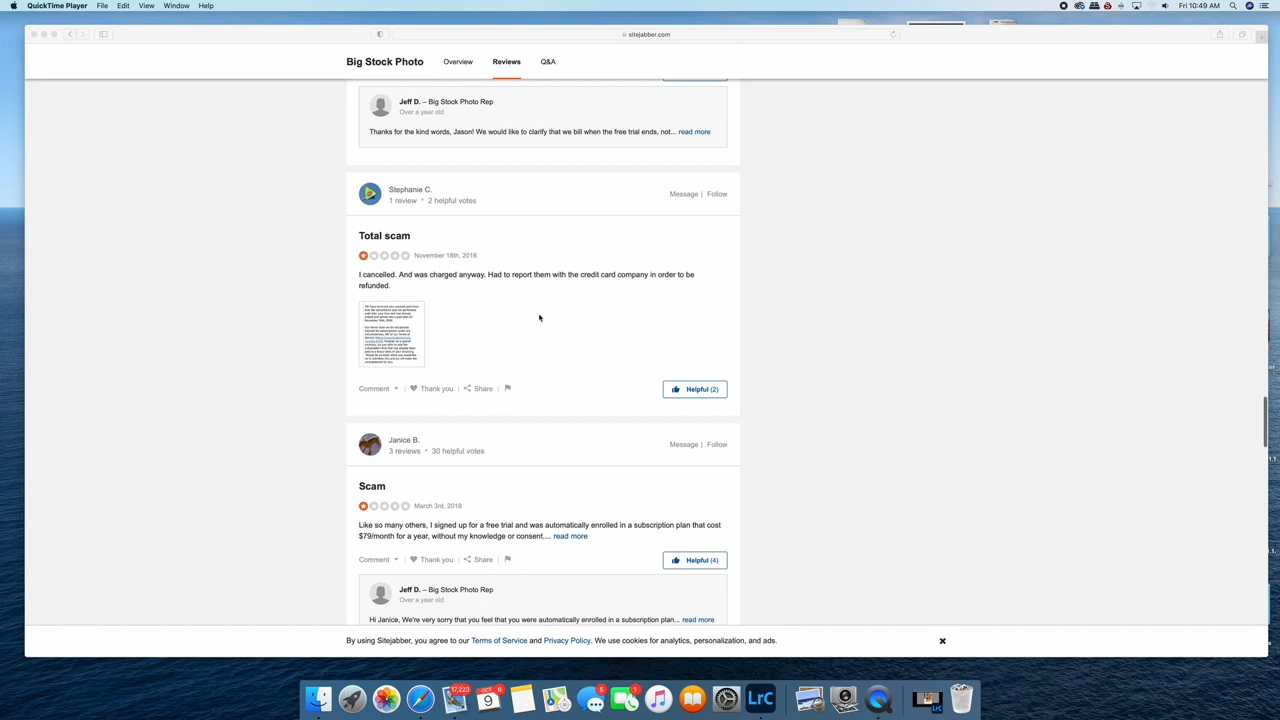 QuickTime Player File Edit View Window Help Fri 10:49 AM
sitejabber.com
Big Stock Photo Overview Reviews Q&A
Jeff D. – Big Stock Photo Rep
Over a year old
Thanks for the kind words, Jason! We would like to clarify that we bill when the free trial ends, not... read more
Stephanie C.
1 review • 2 helpful votes
Message | Follow
Total scam
November 18th, 2018
I cancelled. And was charged anyway. Had to report them with the credit card company in order to be
refunded.
Comment | Thank you | Share |
Helpful (2)
Janice B.
3 reviews • 30 helpful votes
Message | Follow
Scam
March 3rd, 2018
Like so many others, I signed up for a free trial and was automatically enrolled in a subscription plan that cost
$79/month for a year, without my knowledge or consent.... read more
Comment | Thank you | Share |
Helpful (4)
Jeff D. – Big Stock Photo Rep
Over a year old
Hi Janice, We're very sorry that you feel that you were automatically enrolled in a subscription plan... read more
By using Sitejabber, you agree to our Terms of Service and Privacy Policy. We use cookies for analytics, personalization, and ads.
17,223
OCT 6
9
5
1
LrC